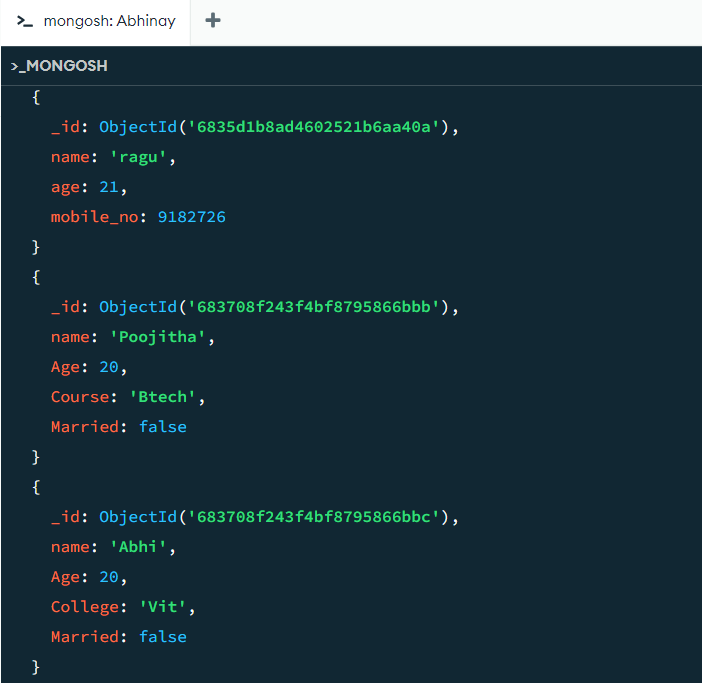 >_ mongosh: Abhinay +
>_MONGOSH
{
_id: ObjectId('6835d1b8ad4602521b6aa40a'),
name: 'ragu',
age: 21,
mobile_no: 9182726
}
{
_id: ObjectId('683708f243f4bf8795866bbb'),
name: 'Poojitha',
Age: 20,
Course: 'Btech',
Married: false
}
{
_id: ObjectId('683708f243f4bf8795866bbc'),
name: 'Abhi',
Age: 20,
College: 'Vit',
Married: false
}